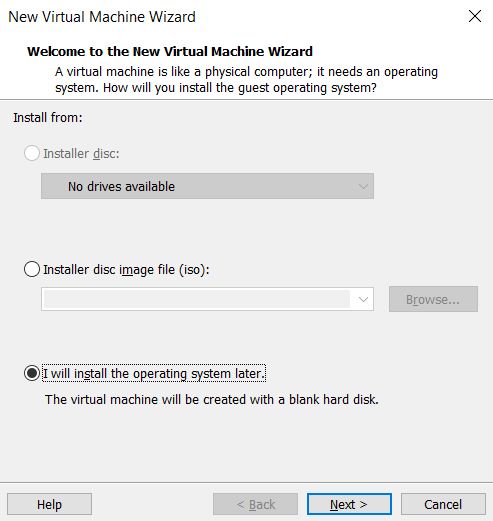 New Virtual Machine Wizard
Welcome to the New Virtual Machine Wizard
A virtual machine is like a physical computer; it needs an operating
system. How will you install the guest operating system?
Install from:
Installer disc:
No drives available
Installer disc image file (iso):
Browse...
I will install the operating system later.
The virtual machine will be created with a blank hard disk.
Help
< Back
Next >
Cancel